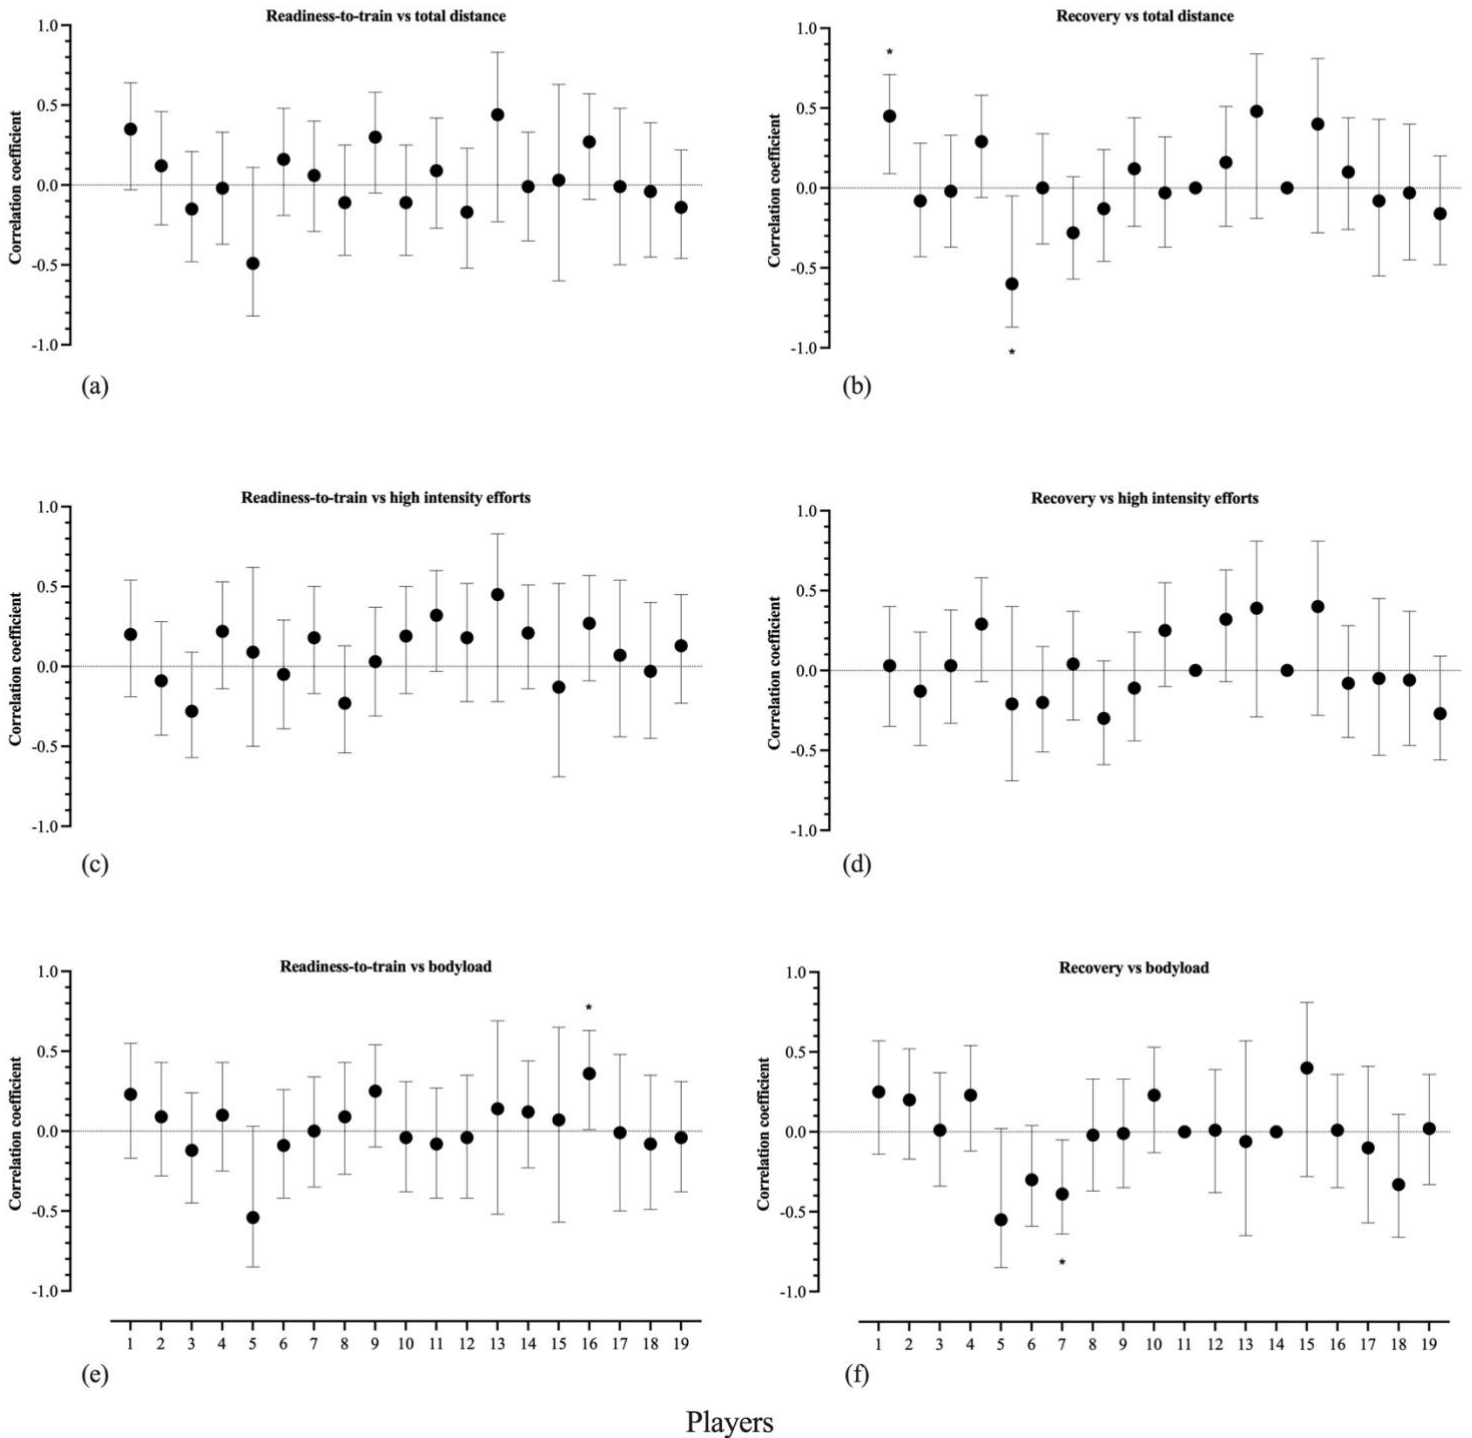 Readiness-to-train vs total distance
Correlation coefficient
1.0
0.5
0.0
-0.5
-1.0
(a)
Recovery vs total distance
Correlation coefficient
1.0
0.5
0.0
-0.5
-1.0
*
*
(b)
Readiness-to-train vs high intensity efforts
Correlation coefficient
1.0
0.5
0.0
-0.5
-1.0
(c)
Recovery vs high intensity efforts
Correlation coefficient
1.0
0.5
0.0
-0.5
-1.0
(d)
Readiness-to-train vs bodyload
Correlation coefficient
1.0
0.5
0.0
-0.5
-1.0
*
1 2 3 4 5 6 7 8 9 10 11 12 13 14 15 16 17 18 19
(e)
Recovery vs bodyload
Correlation coefficient
1.0
0.5
0.0
-0.5
-1.0
*
1 2 3 4 5 6 7 8 9 10 11 12 13 14 15 16 17 18 19
(f)
Players